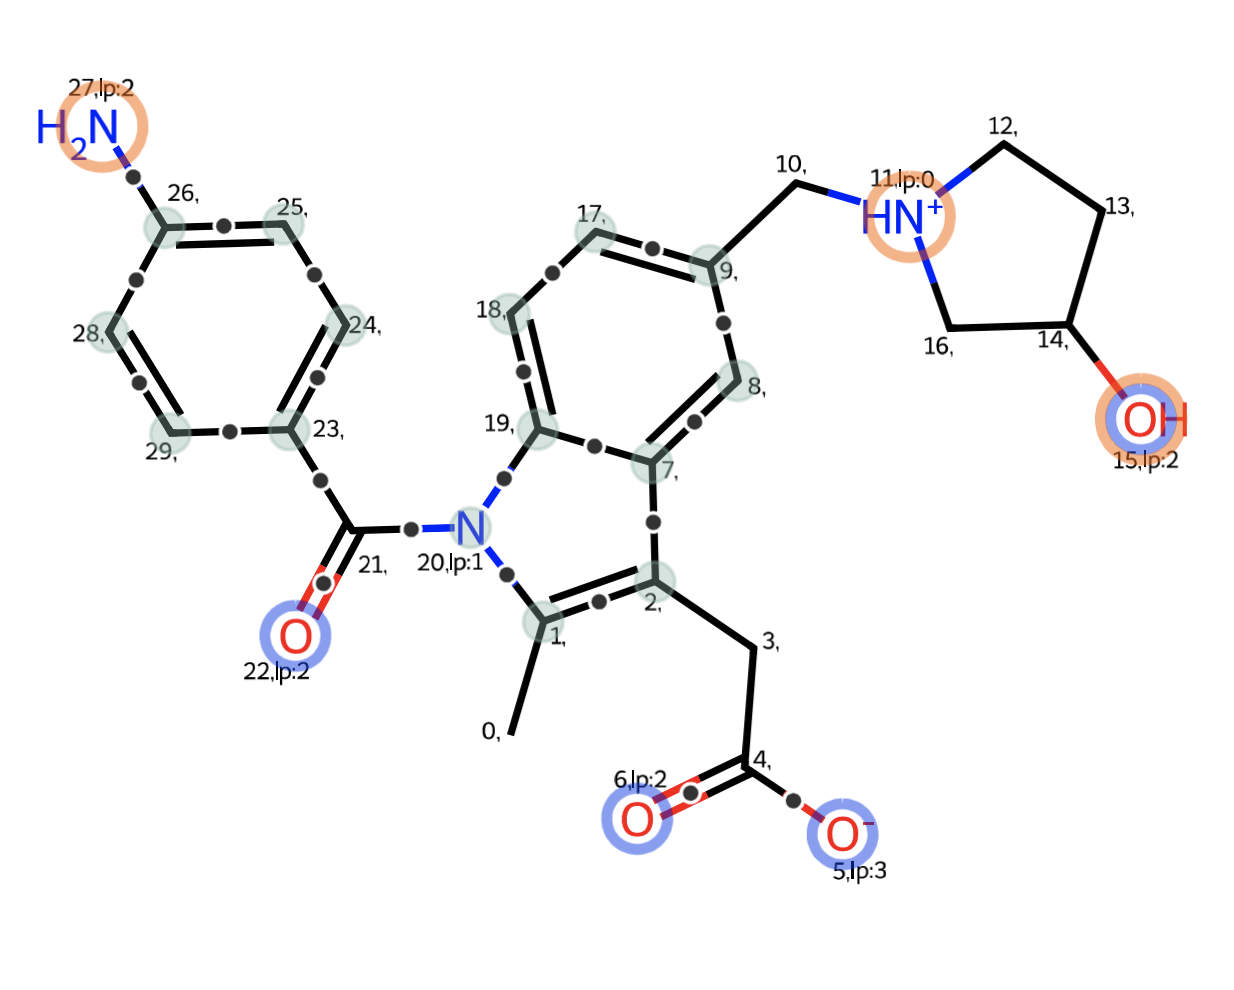 27,lp:2
H2N
12,
26,
10,
11,lp:0
HN+
25,
17,
13,
9,
18,
24,
28,
16,
14,
8,
OH
19,
23,
29,
15,lp:2
7,
N
20,lp:1
21,
2,
1,
O
3,
22,lp:2
0,
4,
6,lp:2
O
O-
5,lp:3